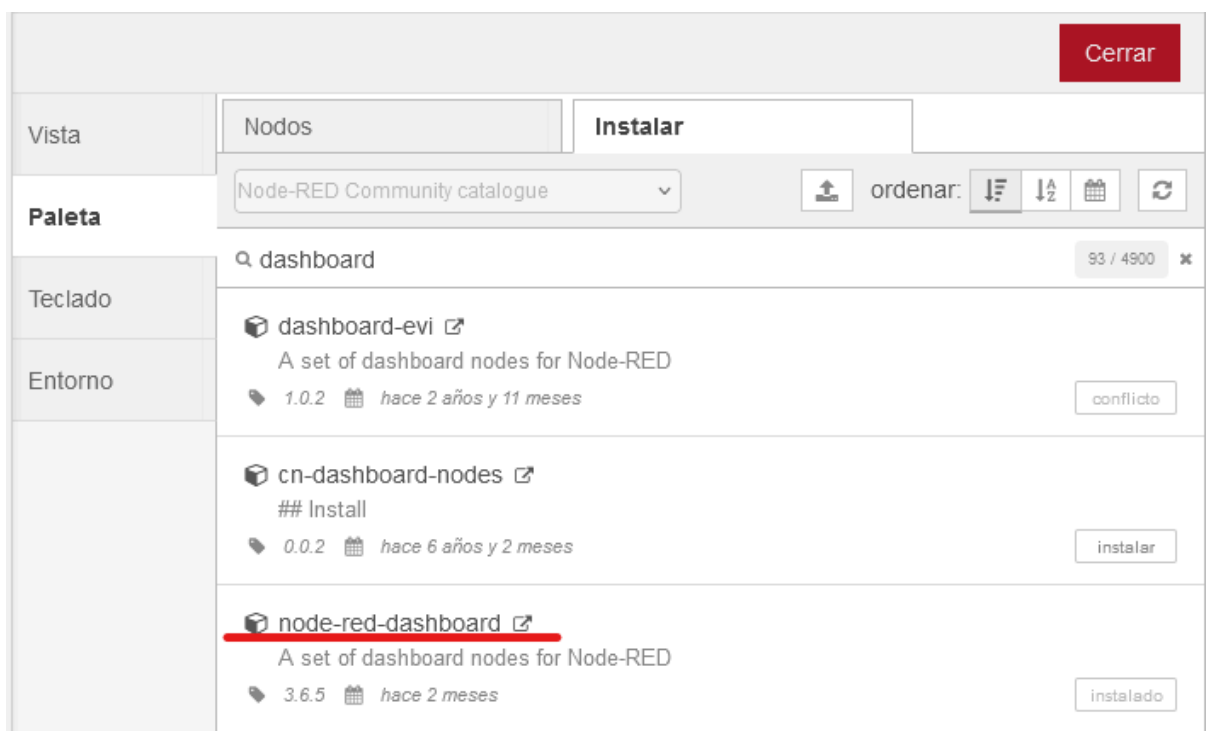 Cerrar
Vista
Nodos
Instalar
Node-RED Community catalogue
ordenar:
Paleta
dashboard
93 / 4900
Teclado
dashboard-evi
A set of dashboard nodes for Node-RED
Entorno
1.0.2 hace 2 años y 11 meses
conflicto
cn-dashboard-nodes
## Install
0.0.2 hace 6 años y 2 meses
instalar
node-red-dashboard
A set of dashboard nodes for Node-RED
3.6.5 hace 2 meses
instalado